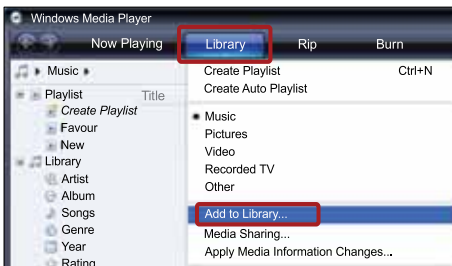 Windows Media Player
Now Playing Library Rip Burn
Music
Playlist Title
Create Playlist
Favour
New
Library
Artist
Album
Songs
Genre
Year
Rating
Create Playlist Ctrl+N
Create Auto Playlist
Music
Pictures
Video
Recorded TV
Other
Add to Library...
Media Sharing...
Apply Media Information Changes...